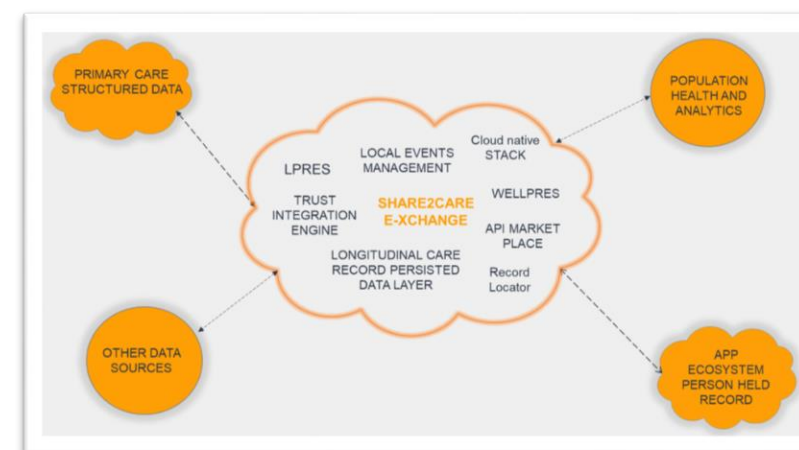 PRIMARY CARE
STRUCTURED DATA
POPULATION
HEALTH AND
ANALYTICS
LPRES
LOCAL EVENTS
MANAGEMENT
Cloud native
STACK
TRUST
INTEGRATION
ENGINE
SHARE2CARE
E-XCHANGE
WELLPRES
API MARKET
PLACE
LONGITUDINAL CARE
RECORD PERSISTED
DATA LAYER
Record
Locator
OTHER DATA
SOURCES
APP
ECOSYSTEM
PERSON HELD
RECORD